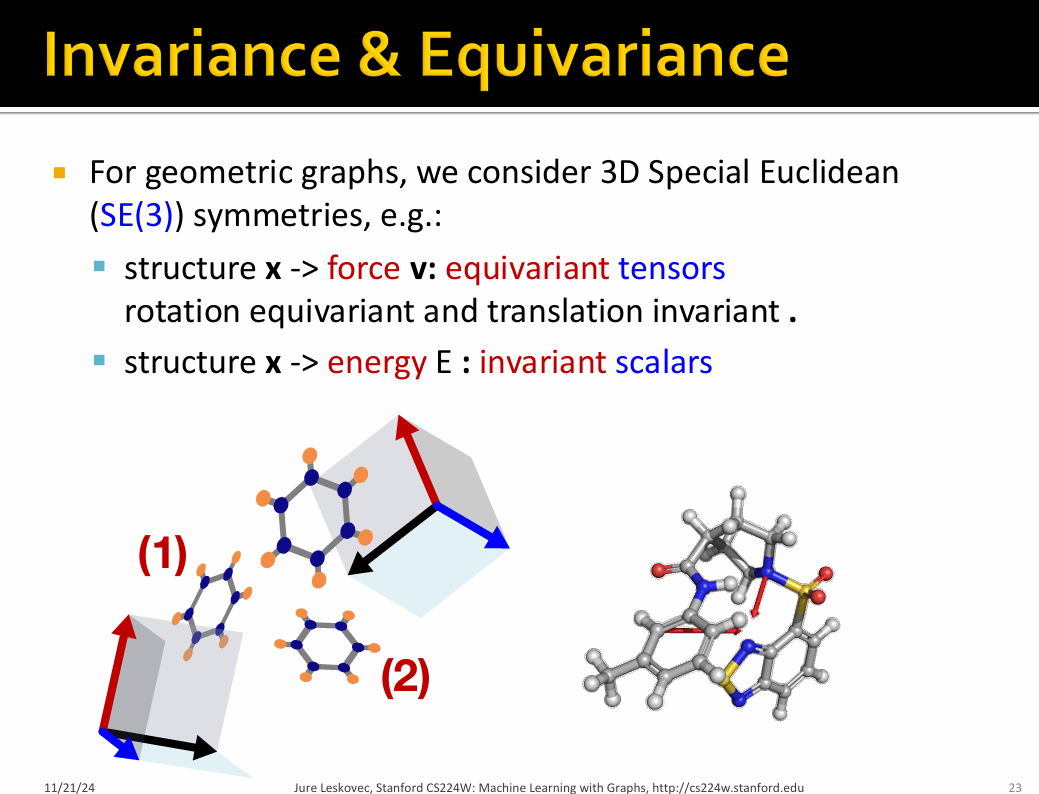 Invariance & Equivariance
For geometric graphs, we consider 3D Special Euclidean
(SE(3)) symmetries, e.g.:
structure x -> force v: equivariant tensors
rotation equivariant and translation invariant .
structure x -> energy E : invariant scalars
(1)
(2)
11/21/24
Jure Leskovec, Stanford CS224W: Machine Learning with Graphs, http://cs224w.stanford.edu
23